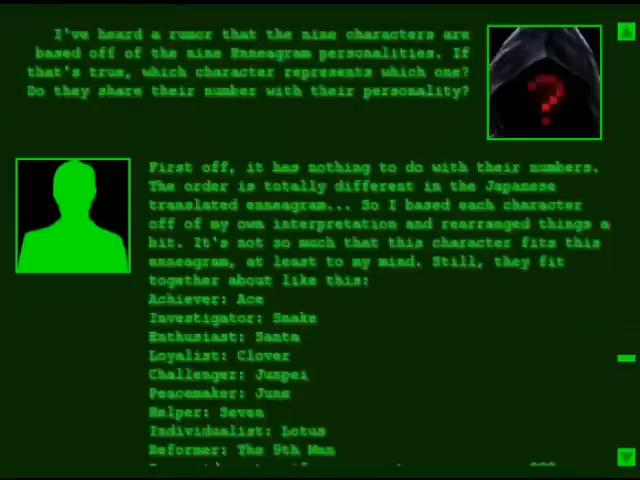 I've heard a rumor that the nine characters are
based off of the nine Enneagram personalities. If
that's true, which character represents which one?
Do they share their number with their personality?
?
First off, it has nothing to do with their numbers.
The order is totally different in the Japanese
translated enneagram... So I based each character
off of my own interpretation and rearranged things a
bit. It's not so much that this character fits this
enneagram, at least to my mind. Still, they fit
together about like this:
Achiever: Ace
Investigator: Snake
Enthusiast: Santa
Loyalist: Clover
Challenger: Junpei
Peacemaker: June
Helper: Seven
Individualist: Lotus
Reformer: The 9th Man